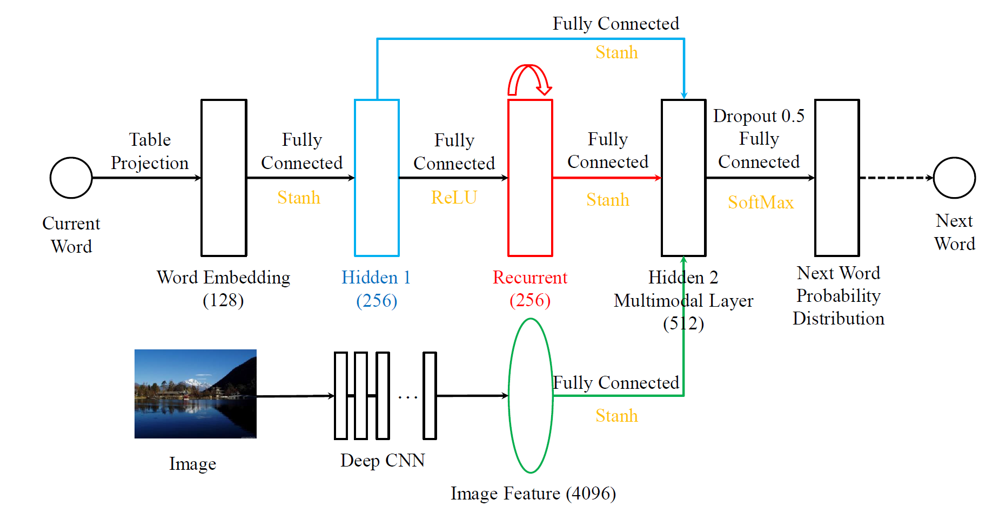 Fully Connected
Stanh
Table
Projection
Fully
Connected
Stanh
Fully
Connected
ReLU
Fully
Connected
Stanh
Dropout 0.5
Fully
Connected
SoftMax
Current
Word
Next
Word
Word Embedding
(128)
Hidden 1
(256)
Recurrent
(256)
Hidden 2
Multimodal Layer
(512)
Next Word
Probability
Distribution
Fully Connected
Stanh
...
Image
Deep CNN
Image Feature (4096)